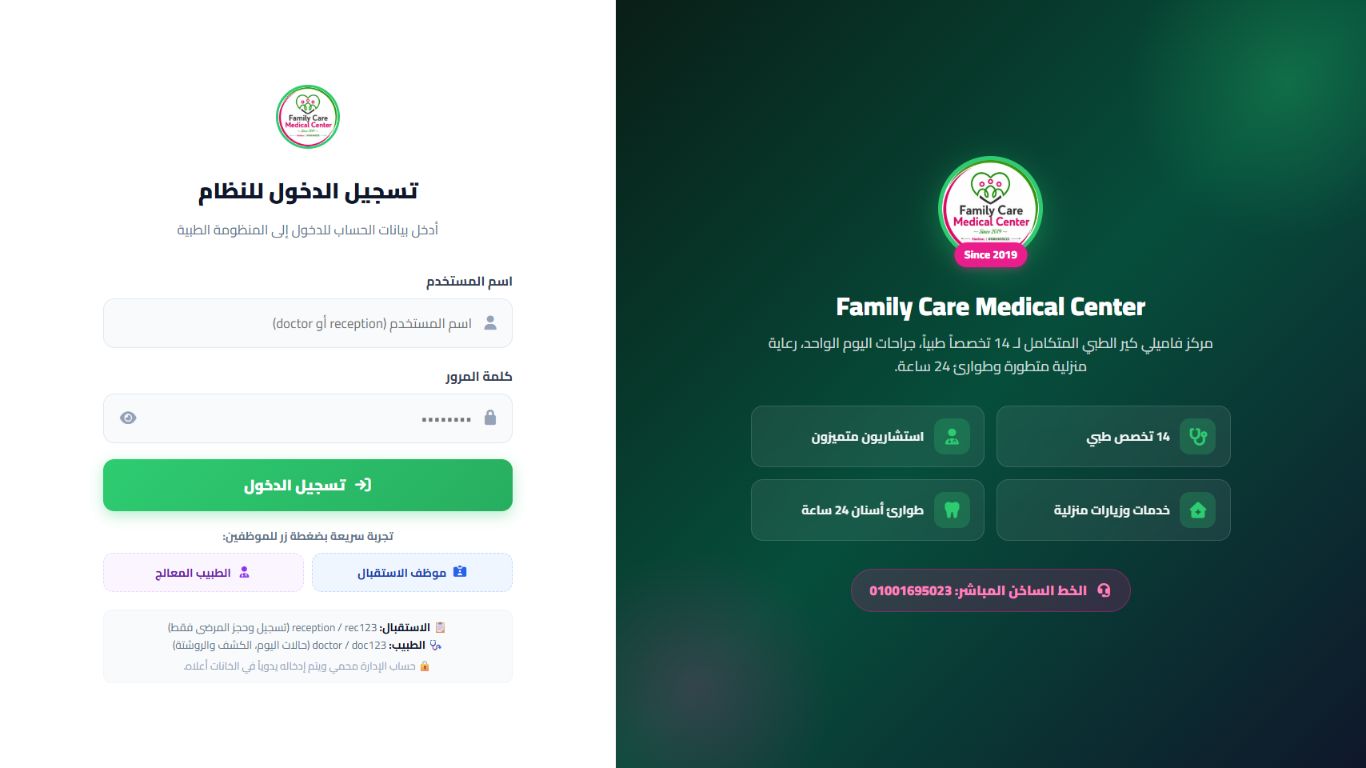 Family Care
Medical Center
Since 2019
Since 2019
Family Care Medical Center
مركز فاميلي كير الطبي المتكامل لـ 14 تخصصاً طبياً، جراحات اليوم الواحد، رعاية
منزلية متطورة وطوارئ 24 ساعة.
14 تخصص طبي
استشاريون متميزون
خدمات وزيارات منزلية
طوارئ أسنان 24 ساعة
الخط الساخن المباشر: 01001695023
Family Care
Medical Center
Since 2019
تسجيل الدخول للنظام
أدخل بيانات الحساب للدخول إلى المنظومة الطبية
اسم المستخدم
اسم المستخدم (doctor أو reception)
كلمة المرور
••••••••
تسجيل الدخول
تجربة سريعة بضغطة زر للموظفين:
موظف الاستقبال
الطبيب المعالج
📋 الاستقبال: reception / rec123 (تسجيل وحجز المرضى فقط)
🩺 الطبيب: doctor / doc123 (حالات اليوم، الكشف والروشتة)
🔒 حساب الإدارة محمي ويتم إدخاله يدوياً في الخانات أعلاه.